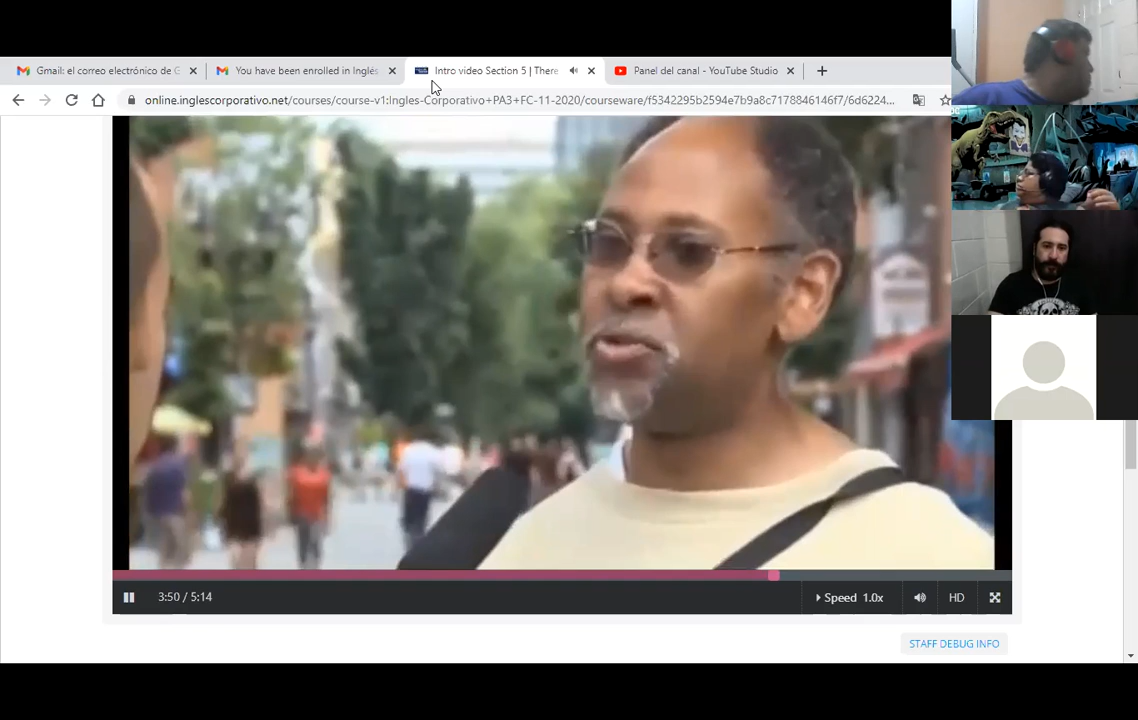 Gmail: el correo electrónico de G
You have been enrolled in Inglés
Intro video Section 5 | There
Panel del canal - YouTube Studio
online.inglescorporativo.net/courses/course-v1:Ingles-Corporativo+PA3+FC-11-2020/courseware/f5342295b2594e7b9a8c7178846146f7/6d6224...
3:50 / 5:14
Speed 1.0x
HD
STAFF DEBUG INFO